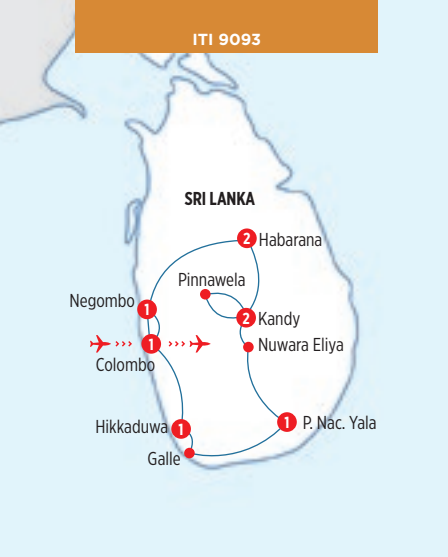 ITI 9093
SRI LANKA
2 Habarana
Pinnawela
Negombo 1
2 Kandy
1
Nuwara Eliya
Colombo
1 P. Nac. Yala
Hikkaduwa 1
Galle